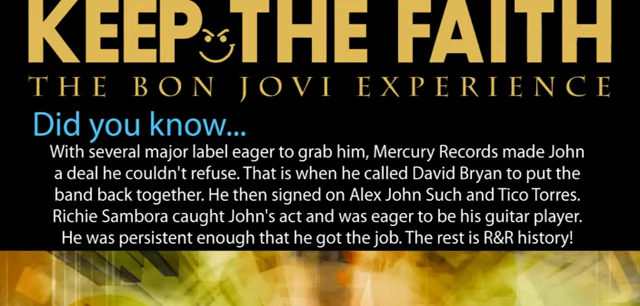 KEEP THE FAITH
THE BON JOVI EXPERIENCE
Did you know...
With several major label eager to grab him, Mercury Records made John
a deal he couldn't refuse. That is when he called David Bryan to put the
band back together. He then signed on Alex John Such and Tico Torres.
Richie Sambora caught John's act and was eager to be his guitar player.
He was persistent enough that he got the job. The rest is R&R history!